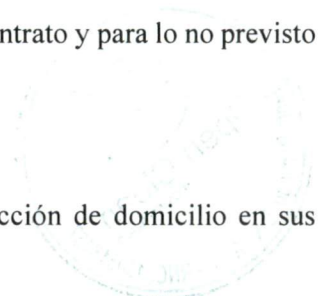 ntrato y para lo no previsto
cción de domicilio en sus